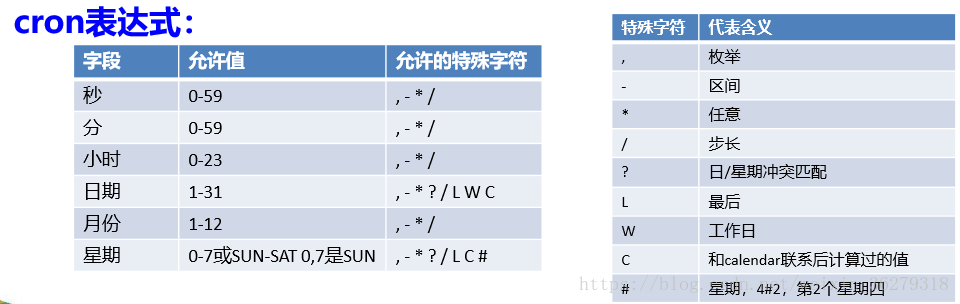 cron表达式：
字段 允许值 允许的特殊字符
秒 0-59 , - * /
分 0-59 , - * /
小时 0-23 , - * /
日期 1-31 , - * ? / L W C
月份 1-12 , - * /
星期 0-7或SUN-SAT 0,7是SUN , - * ? / L C #
特殊字符 代表含义
, 枚举
- 区间
* 任意
/ 步长
? 日/星期冲突匹配
L 最后
W 工作日
C 和calendar联系后计算过的值
# 星期，4#2，第2个星期四